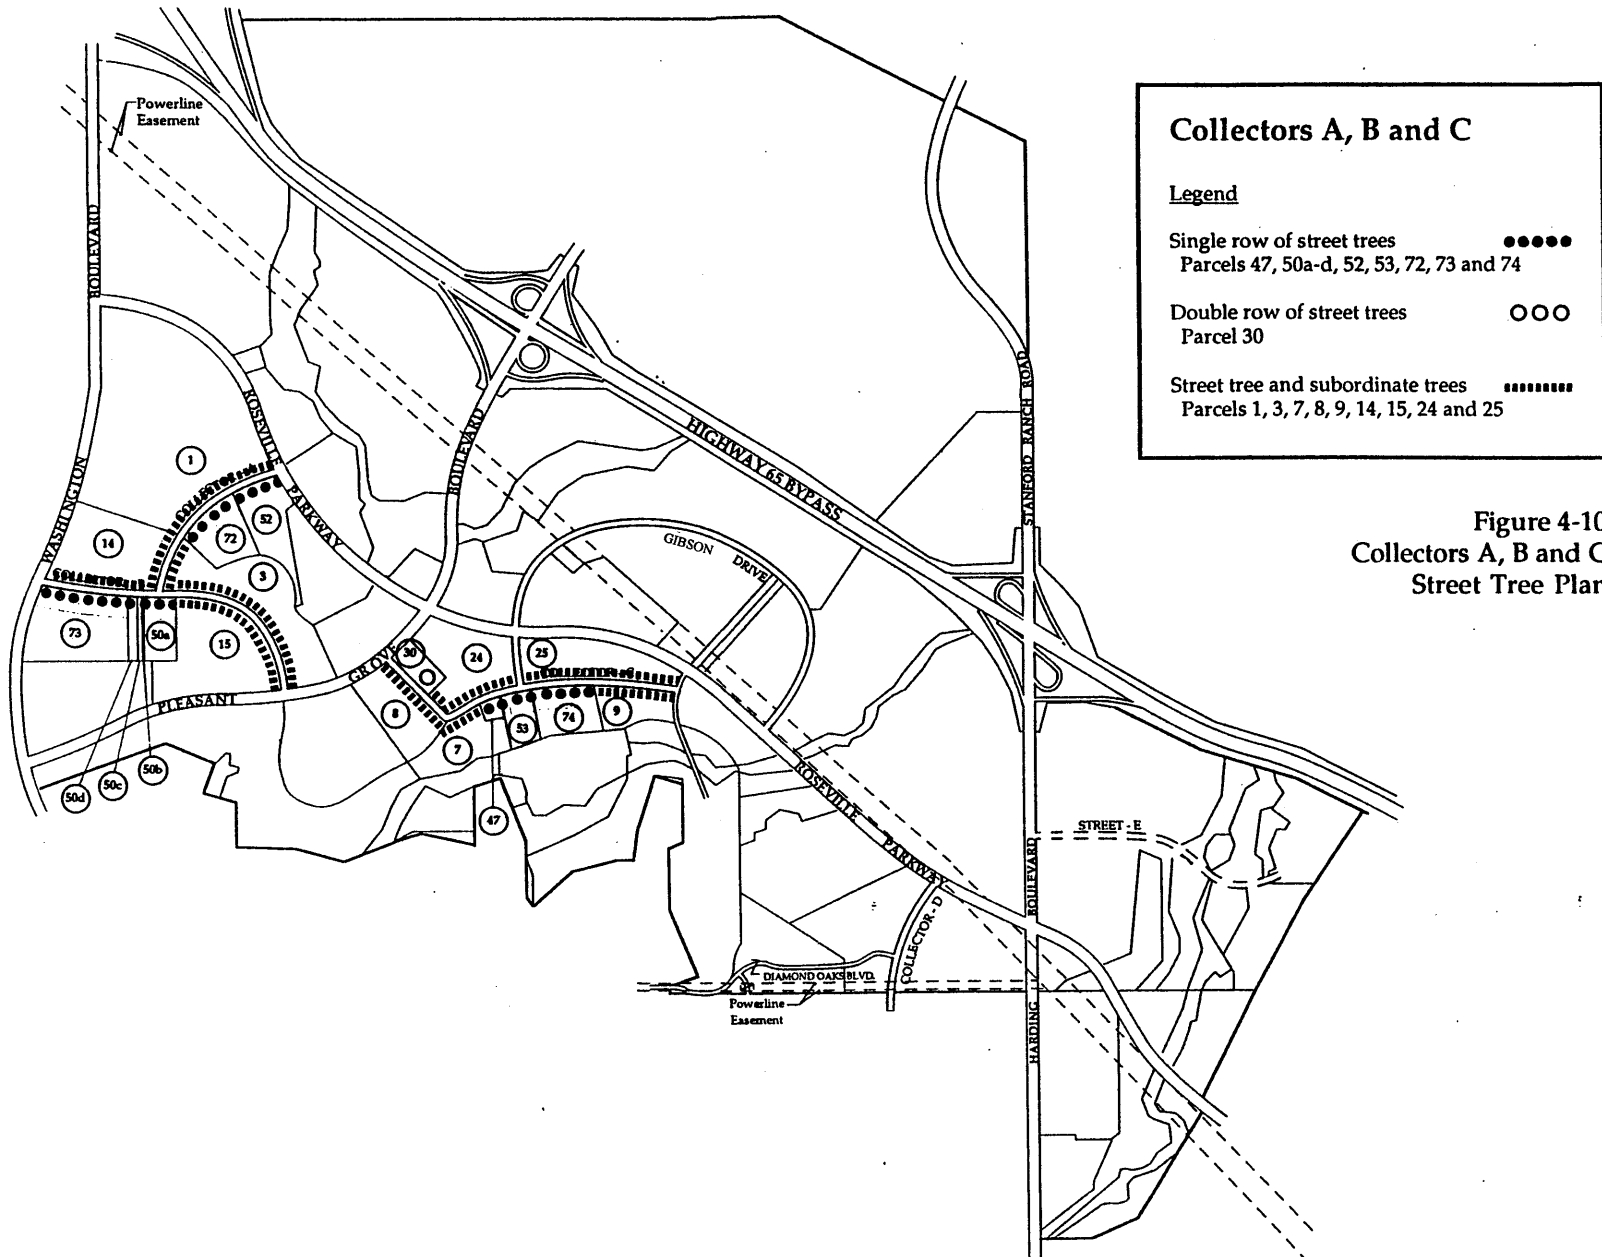 Powerline
Easement
Collectors A, B and C
Legend
Single row of street trees
Parcels 47, 50a-d, 52, 53, 72, 73 and 74
Double row of street trees
Parcel 30
Street tree and subordinate trees
Parcels 1, 3, 7, 8, 9, 14, 15, 24 and 25
Figure 4-10
Collectors A, B and C
Street Tree Plan
BOULEVARD
WASHINGTON
ROSEVILLE
PARKWAY
BOULEVARD
HIGHWAY 65 BYPASS
STANFORD RANCH ROAD
1
52
72
14
3
73
50a
15
PLEASANT
GROVE
30
24
25
8
7
53
74
9
50d
50c
50b
47
GIBSON
DRIVE
ROSEVILLE
PARKWAY
STREET - E
BOULEVARD
COLLECTOR - D
DIAMOND OAKS BLVD.
Powerline
Easement
HARDING